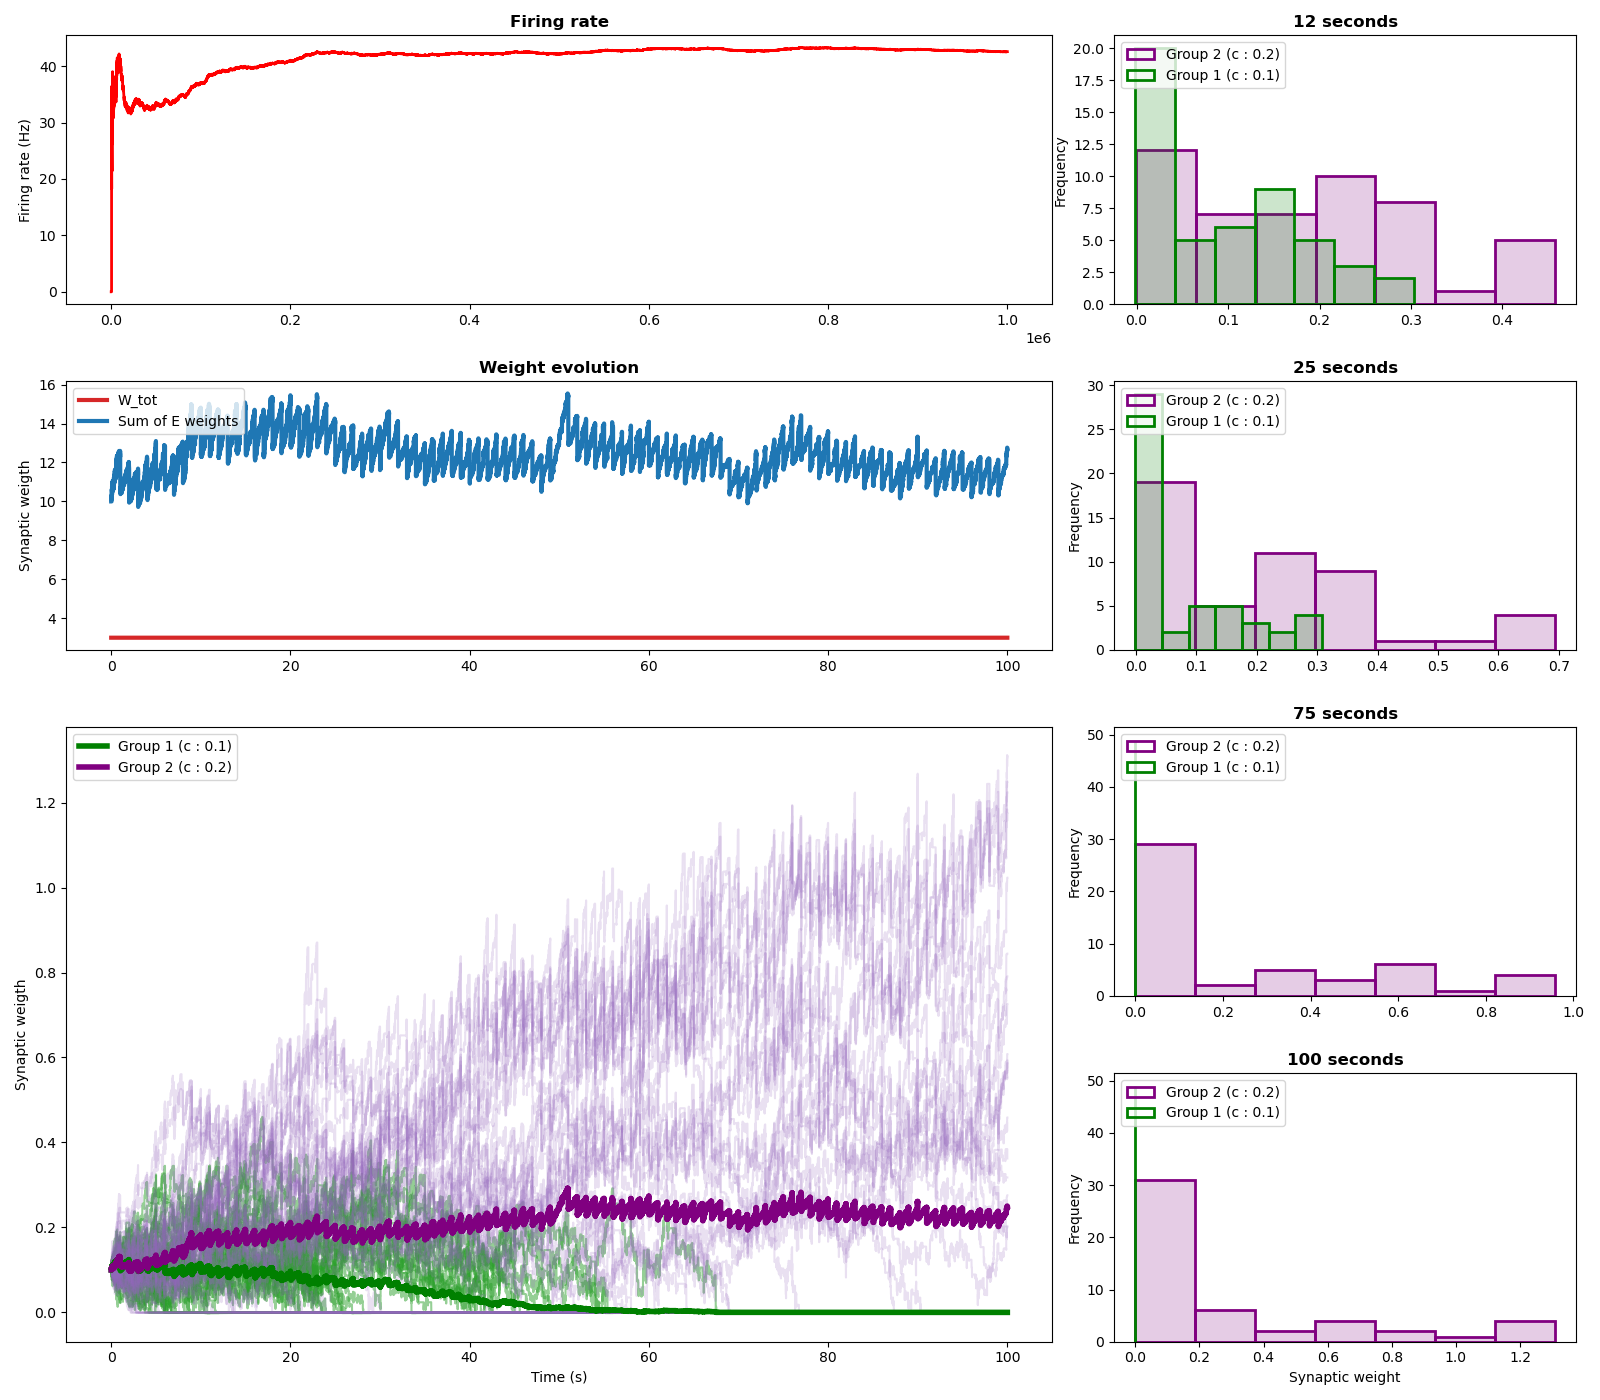 Firing rate
Firing rate (Hz)
40
30
20
10
0
0.0 0.2 0.4 0.6 0.8 1.0
1e6
12 seconds
Group 2 (c : 0.2)
Group 1 (c : 0.1)
Frequency
20.0
17.5
15.0
12.5
10.0
7.5
5.0
2.5
0.0
0.0 0.1 0.2 0.3 0.4
Weight evolution
W_tot
Sum of E weights
Synaptic weight
16
14
12
10
8
6
4
0 20 40 60 80 100
25 seconds
Group 2 (c : 0.2)
Group 1 (c : 0.1)
Frequency
30
25
20
15
10
5
0
0.0 0.1 0.2 0.3 0.4 0.5 0.6 0.7
Group 1 (c : 0.1)
Group 2 (c : 0.2)
Synaptic weigth
1.2
1.0
0.8
0.6
0.4
0.2
0.0
0 20 40 60 80 100
Time (s)
75 seconds
Group 2 (c : 0.2)
Group 1 (c : 0.1)
Frequency
50
40
30
20
10
0
0.0 0.2 0.4 0.6 0.8 1.0
100 seconds
Group 2 (c : 0.2)
Group 1 (c : 0.1)
Frequency
50
40
30
20
10
0
0.0 0.2 0.4 0.6 0.8 1.0 1.2
Synaptic weight